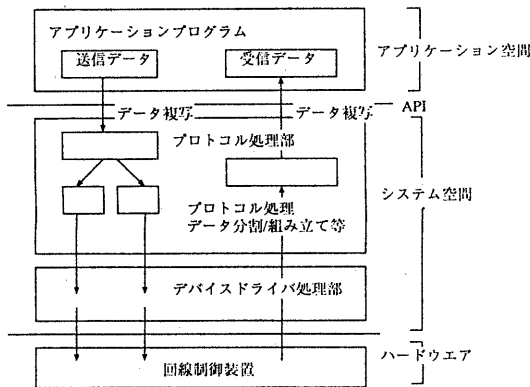 アプリケーションプログラム
送信データ
受信データ
アプリケーション空間
API
データ複写
データ複写
プロトコル処理部
プロトコル処理
データ分割/組み立て等
システム空間
デバイスドライバ処理部
ハードウエア
回線制御装置